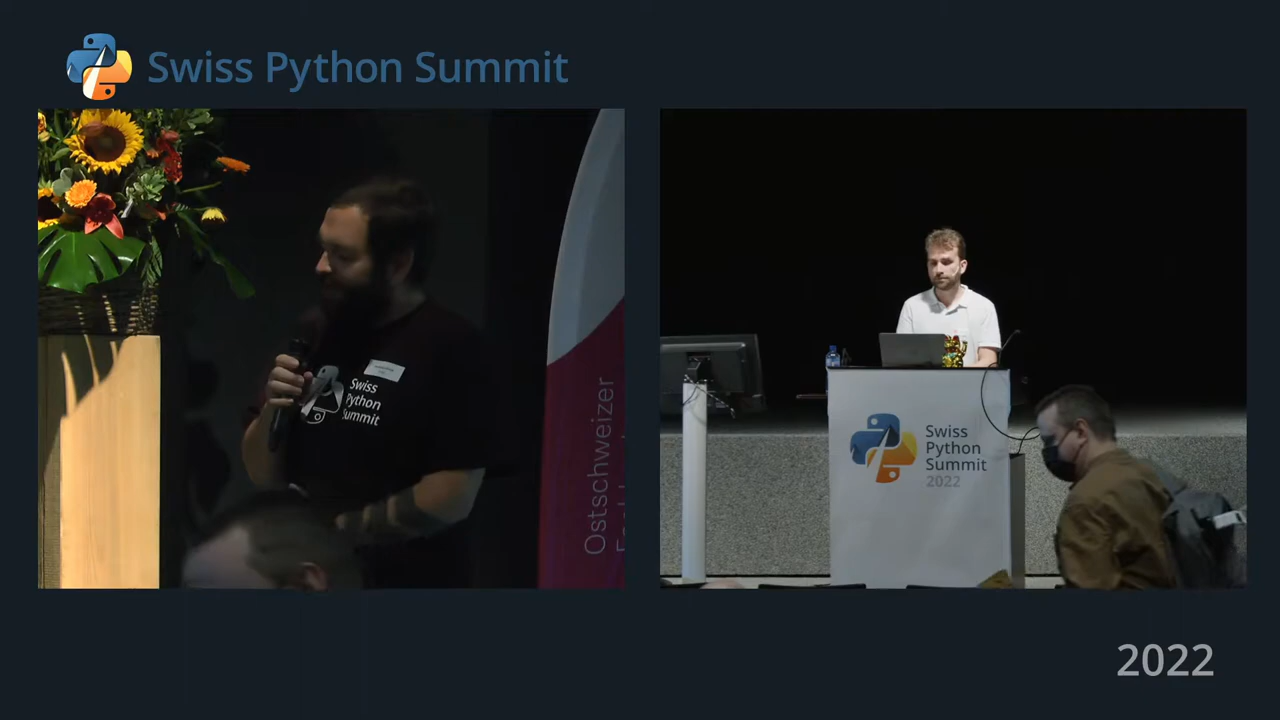 Swiss Python Summit
Swiss
Python
Summit
Ostschweizer
Swiss
Python
Summit
2022
2022